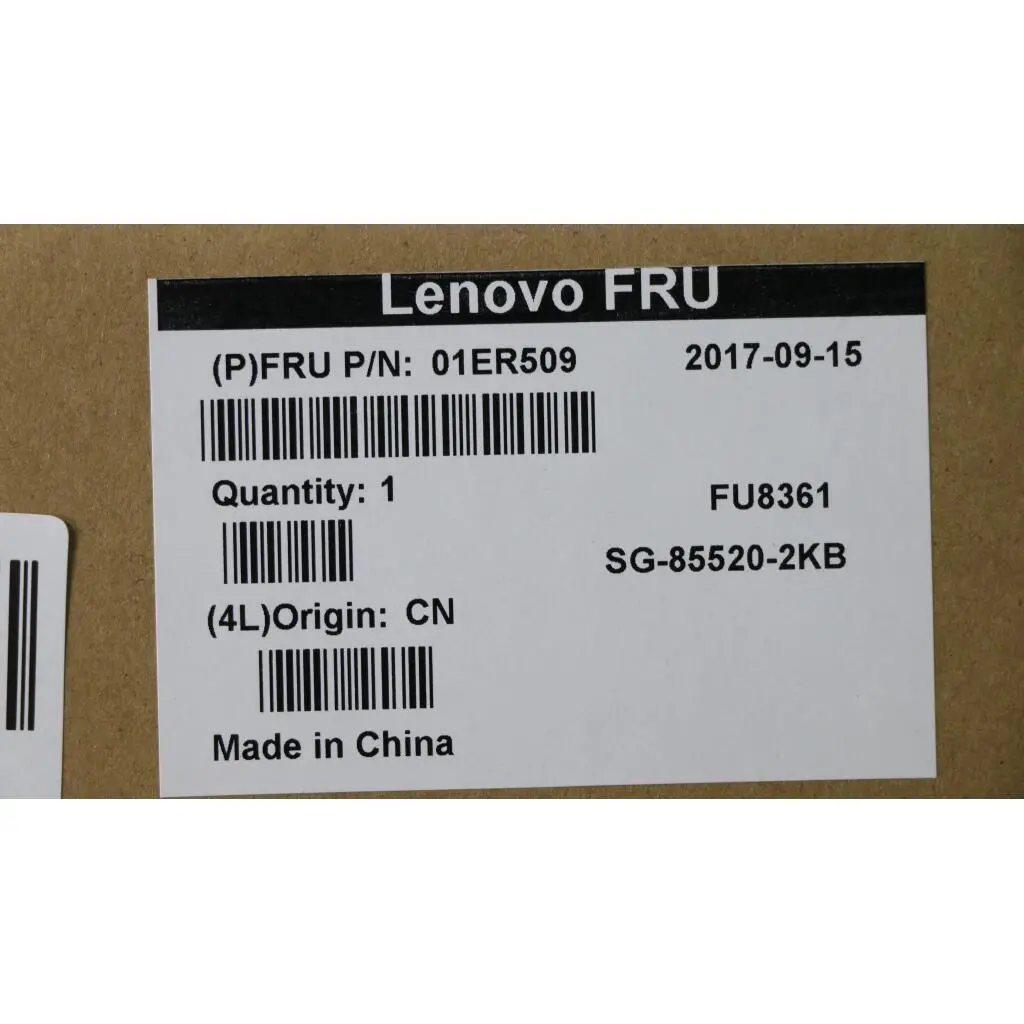 Lenovo FRU
(P)FRU P/N: 01ER509 2017-09-15
Quantity: 1 FU8361
SG-85520-2KB
(4L)Origin: CN
Made in China